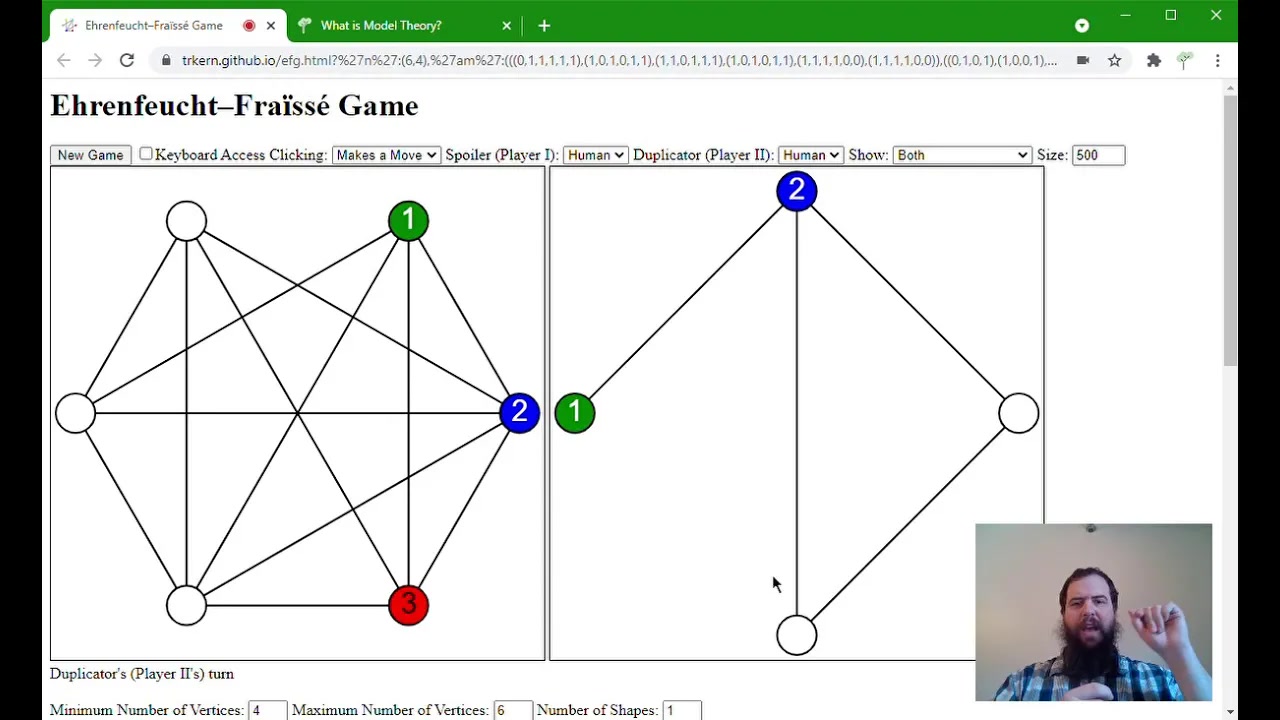 Ehrenfeucht–Fraïssé Game
What is Model Theory?
trkern.github.io/efg.html?%27n%27:(6,4),%27am%27:(((0,1,1,1,1,1),(1,0,1,0,1,1),(1,1,0,1,1,1),(1,0,1,0,1,1),(1,1,1,1,0,0),(1,1,1,1,0,0)),((0,1,0,1),(1,0,0,1),....
Ehrenfeucht–Fraïssé Game
New Game Keyboard Access Clicking: Makes a Move Spoiler (Player I): Human Duplicator (Player II): Human Show: Both Size: 500
2
1
2
1
3
Duplicator's (Player II's) turn
Minimum Number of Vertices: 4 Maximum Number of Vertices: 6 Number of Shapes: 1